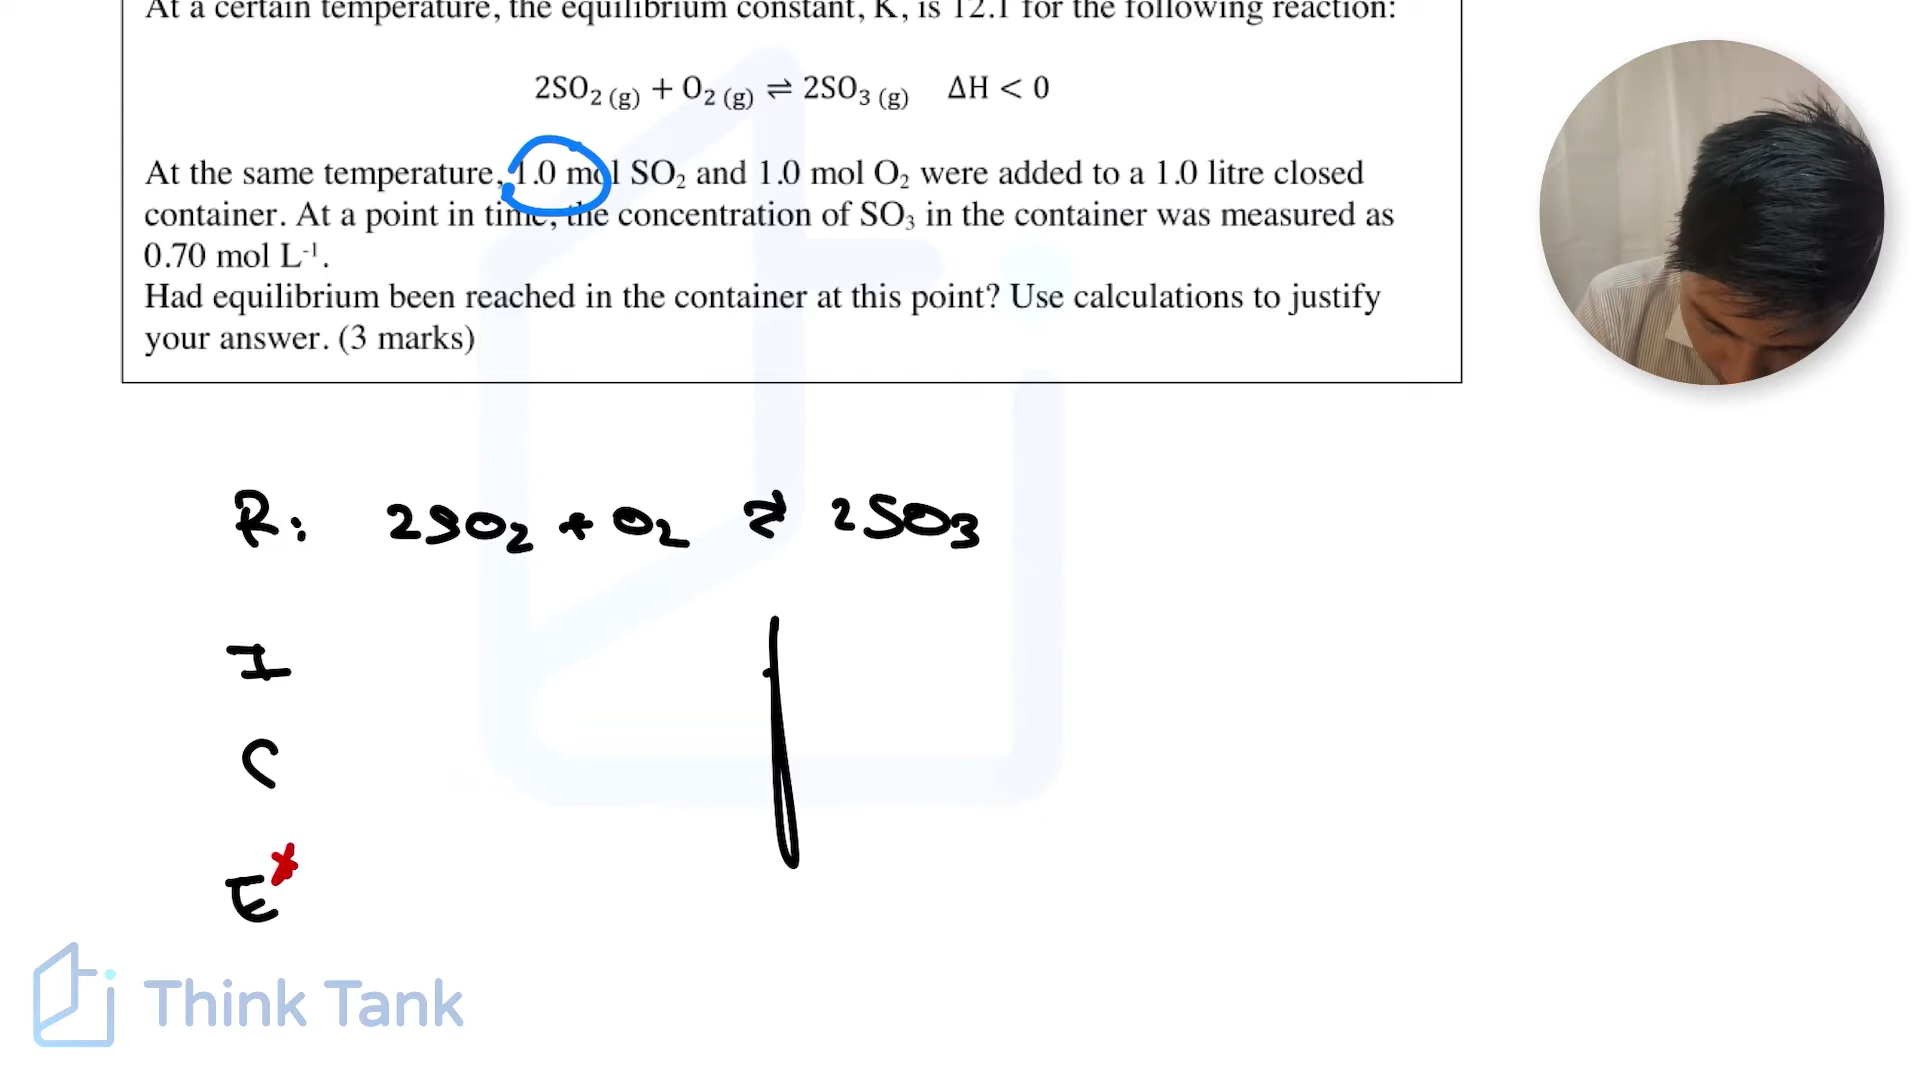 At a certain temperature, the equilibrium constant, K, is 12.1 for the following reaction:
2SO₂ (g) + O₂ (g) ⇌ 2SO₃ (g) ΔH < 0
At the same temperature, 1.0 mol SO₂ and 1.0 mol O₂ were added to a 1.0 litre closed
container. At a point in time, the concentration of SO₃ in the container was measured as
0.70 mol L⁻¹.
Had equilibrium been reached in the container at this point? Use calculations to justify
your answer. (3 marks)
R: 2SO₂ + O₂ ⇌ 2SO₃
I
C
E*
Think Tank